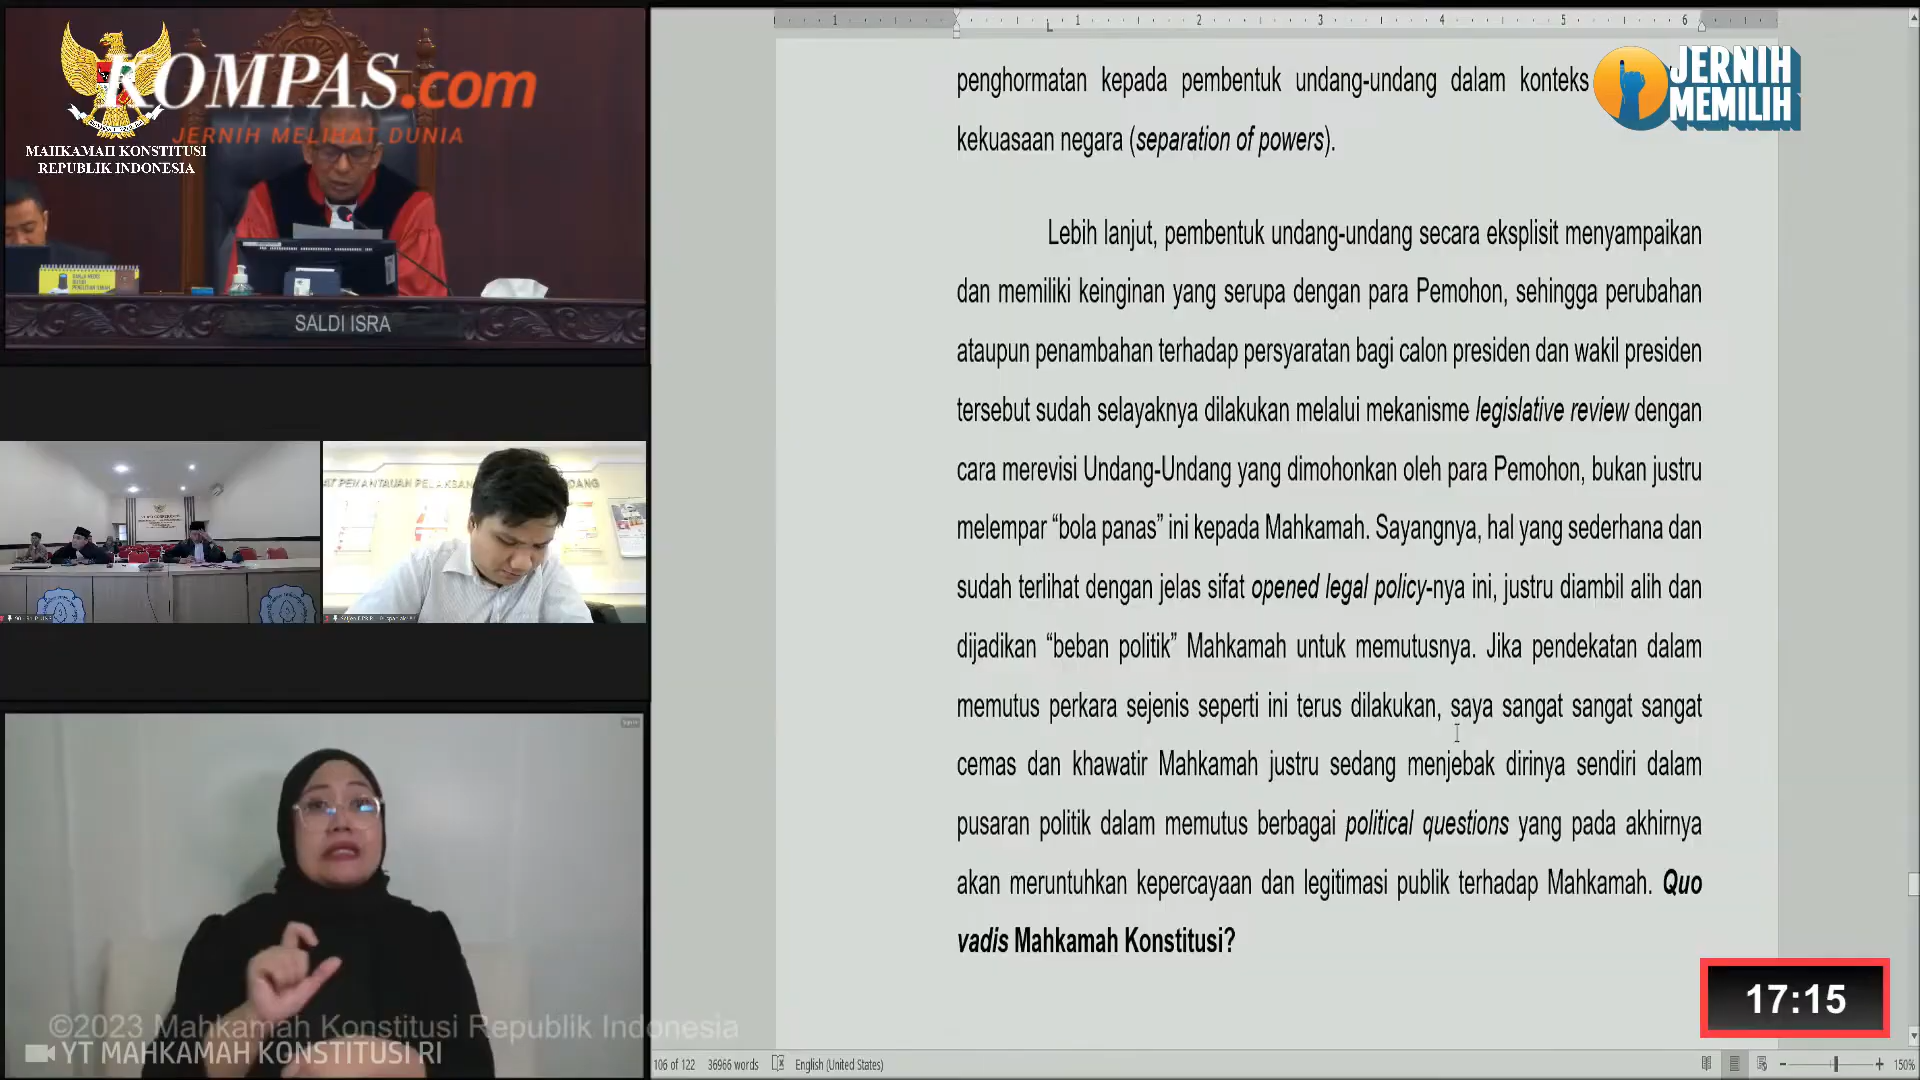 KOMPAS.com
JERNIH MELIHAT DUNIA
MAHKAMAH KONSTITUSI
REPUBLIK INDONESIA
SALDI ISRA
©2023 Mahkamah Konstitusi Republik Indonesia
YT MAHKAMAH KONSTITUSI RI
JERNIH
MEMILIH
1 1 2 3 4 5 6
penghormatan kepada pembentuk undang-undang dalam konteks
kekuasaan negara (separation of powers).
Lebih lanjut, pembentuk undang-undang secara eksplisit menyampaikan
dan memiliki keinginan yang serupa dengan para Pemohon, sehingga perubahan
ataupun penambahan terhadap persyaratan bagi calon presiden dan wakil presiden
tersebut sudah selayaknya dilakukan melalui mekanisme legislative review dengan
cara merevisi Undang-Undang yang dimohonkan oleh para Pemohon, bukan justru
melempar “bola panas” ini kepada Mahkamah. Sayangnya, hal yang sederhana dan
sudah terlihat dengan jelas sifat opened legal policy-nya ini, justru diambil alih dan
dijadikan “beban politik” Mahkamah untuk memutusnya. Jika pendekatan dalam
memutus perkara sejenis seperti ini terus dilakukan, saya sangat sangat sangat
cemas dan khawatir Mahkamah justru sedang menjebak dirinya sendiri dalam
pusaran politik dalam memutus berbagai political questions yang pada akhirnya
akan meruntuhkan kepercayaan dan legitimasi publik terhadap Mahkamah. Quo
vadis Mahkamah Konstitusi?
17:15
106 of 122 36966 words English (United States) 150%